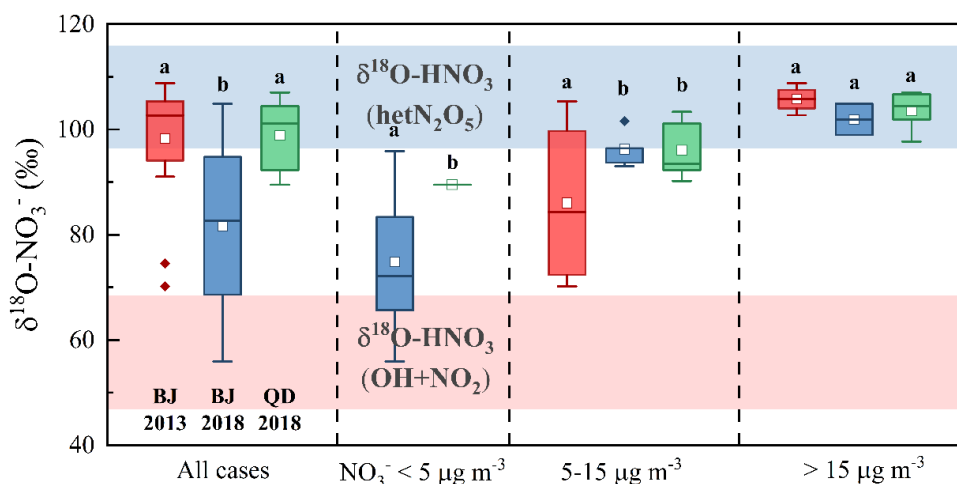 δ¹⁸O-NO₃⁻ (‰)
120
100
80
60
40
a
b
a
a
b
a
b
b
a
a
a
δ¹⁸O-HNO₃
(hetN₂O₅)
δ¹⁸O-HNO₃
(OH+NO₂)
BJ BJ QD
2013 2018 2018
All cases
NO₃⁻ < 5 μg m⁻³
5-15 μg m⁻³
> 15 μg m⁻³